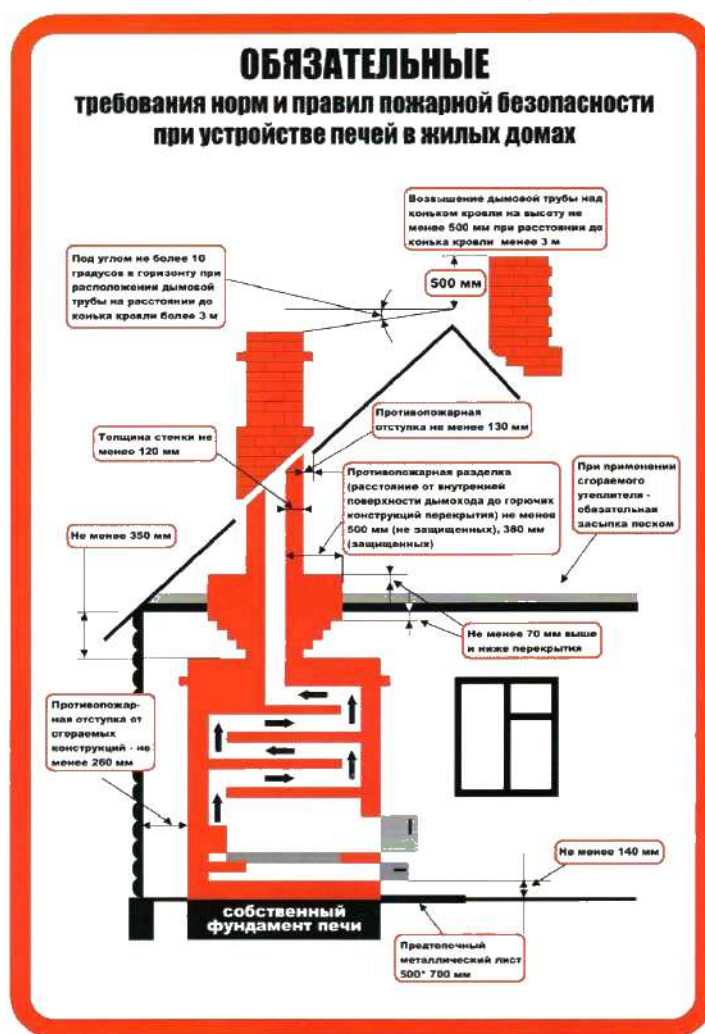 ОБЯЗАТЕЛЬНЫЕ
требования норм и правил пожарной безопасности
при устройстве печей в жилых домах
Возвышение дымовой трубы над
коньком кровли на высоту не
менее 500 мм при расстоянии до
конька кровли менее 3 м
Под углом не более 10
градусов к горизонту при
расположении дымовой
трубы на расстоянии до
конька кровли более 3 м
500 мм
Противопожарная
отступка не менее 130 мм
Толщина стенки не
менее 120 мм
Противопожарная разделка
(расстояние от внутренней
поверхности дымохода до горючих
конструкций перекрытия) не менее
500 мм (не защищенных), 380 мм
(защищенных)
При применении
сгораемого
утеплителя -
обязательная
засыпка песком
Не менее 350 мм
Не менее 70 мм выше
и ниже перекрытия
Противопожар-
ная отступка от
сгораемых
конструкций - не
менее 260 мм
Не менее 140 мм
собственный
фундамент печи
Предтопочный
металлический лист
500* 700 мм